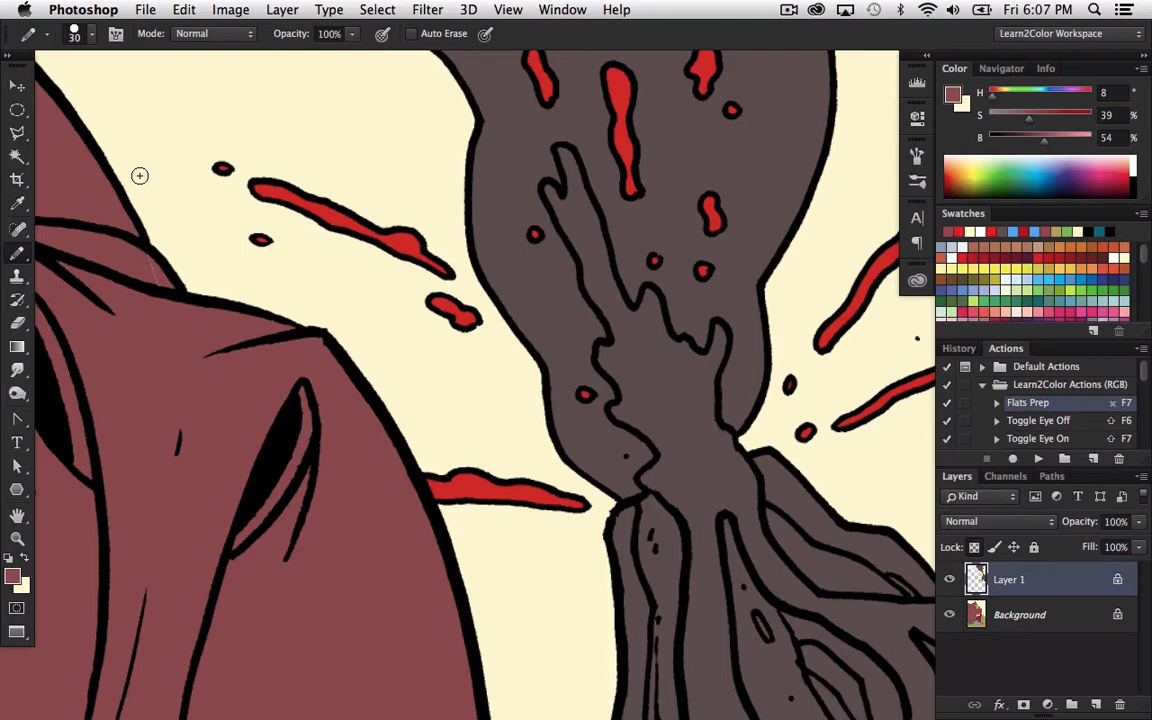 Photoshop File Edit Image Layer Type Select Filter 3D View Window Help Fri 6:07 PM
30 Mode: Normal Opacity: 100% Auto Erase Learn2Color Workspace
Color Navigator Info
H 8 °
S 39 %
B 54 %
Swatches
History Actions
Default Actions
Learn2Color Actions (RGB)
Flats Prep F7
Toggle Eye Off F6
Toggle Eye On F7
Layers Channels Paths
Kind
Normal Opacity: 100%
Lock: Fill: 100%
Layer 1
Background